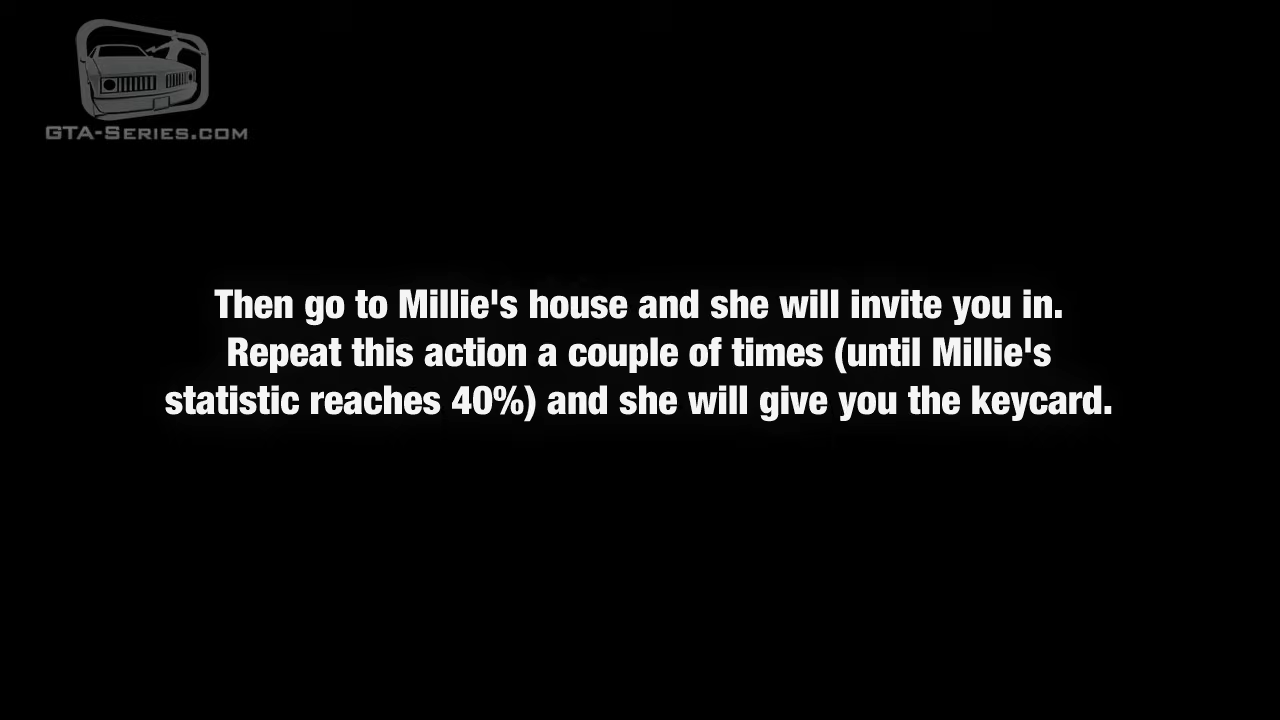 GTA-SERIES.COM
Then go to Millie's house and she will invite you in.
Repeat this action a couple of times (until Millie's
statistic reaches 40%) and she will give you the keycard.